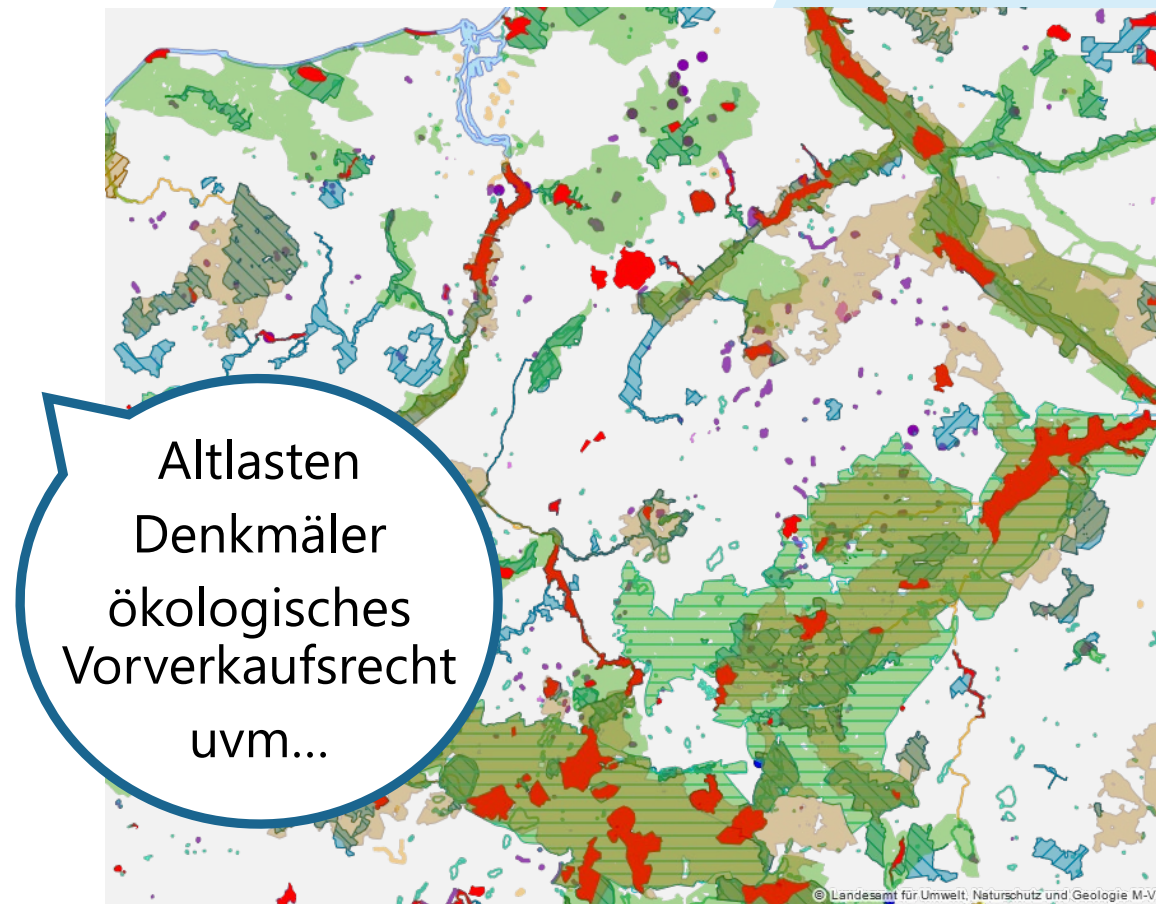 Altlasten
Denkmäler
ökologisches
Vorverkaufsrecht
uvm...
© Landesamt für Umwelt, Naturschutz und Geologie M-V